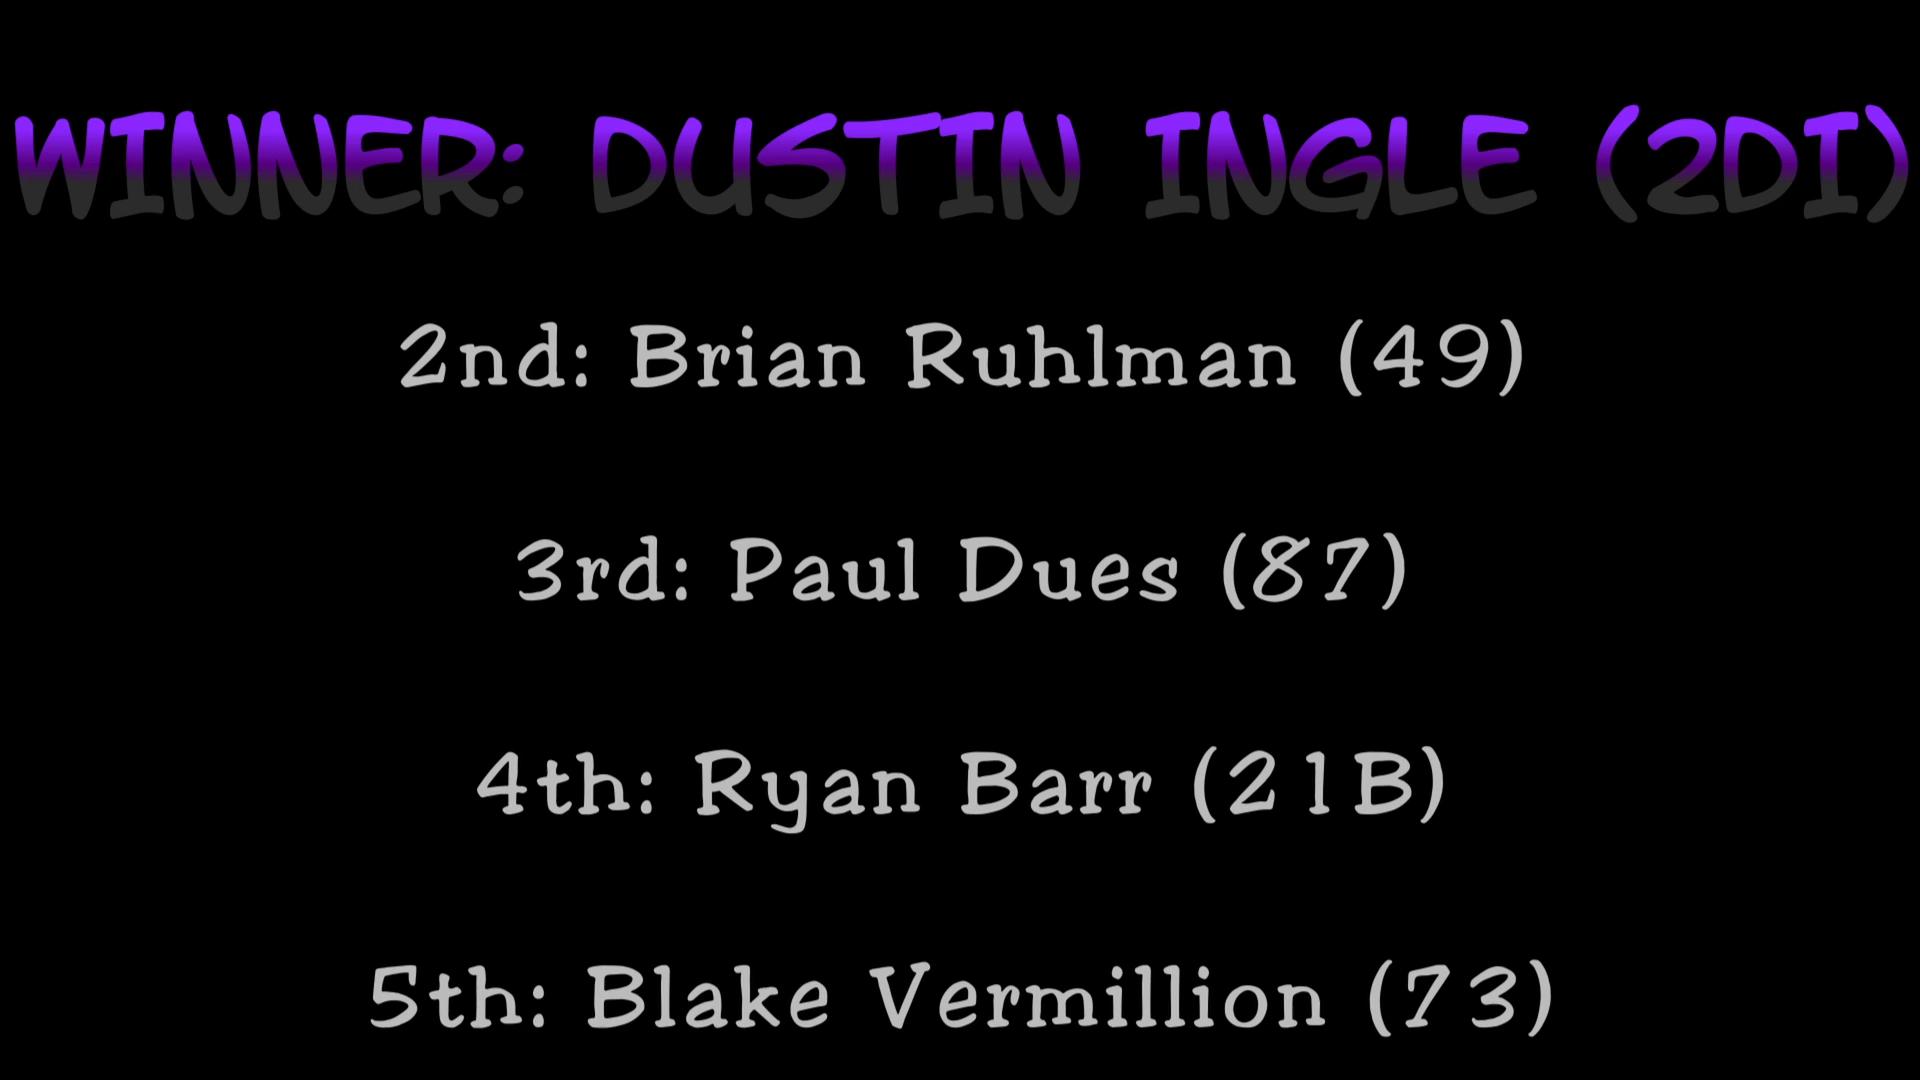 WINNER: DUSTIN INGLE (2DI)
2nd: Brian Ruhlman (49)
3rd: Paul Dues (87)
4th: Ryan Barr (21B)
5th: Blake Vermillion (73)